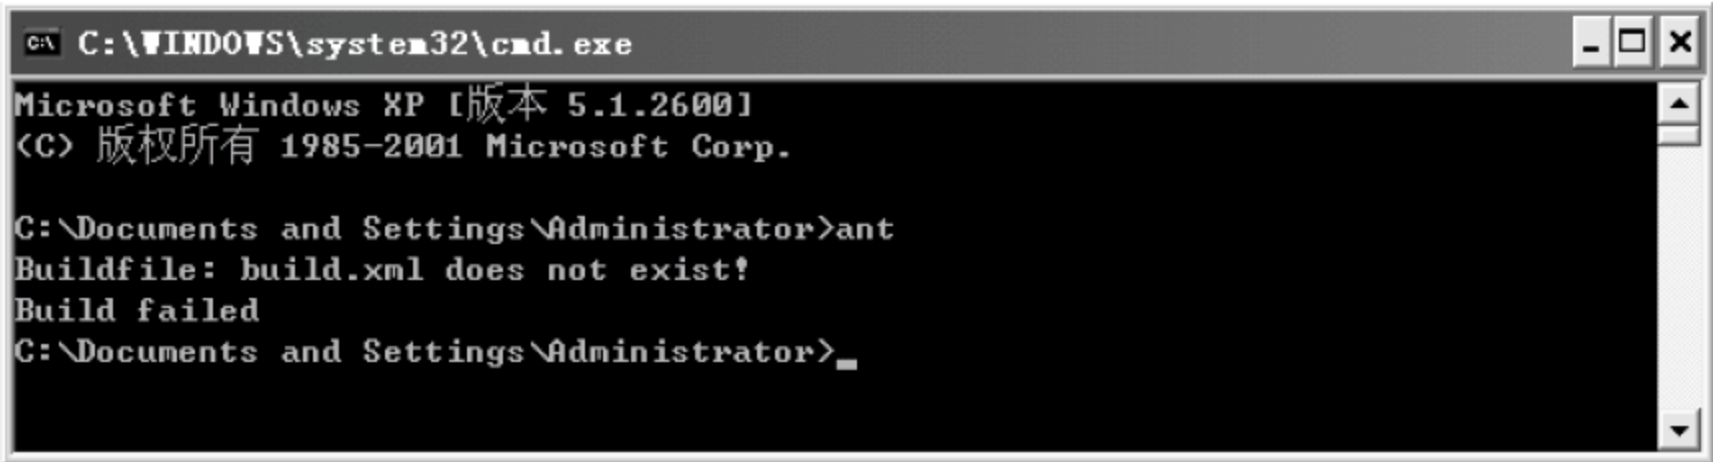 C:\WINDOWS\system32\cmd.exe
Microsoft Windows XP [版本 5.1.2600]
(C) 版权所有 1985-2001 Microsoft Corp.
C:\Documents and Settings\Administrator>ant
Buildfile: build.xml does not exist!
Build failed
C:\Documents and Settings\Administrator>_